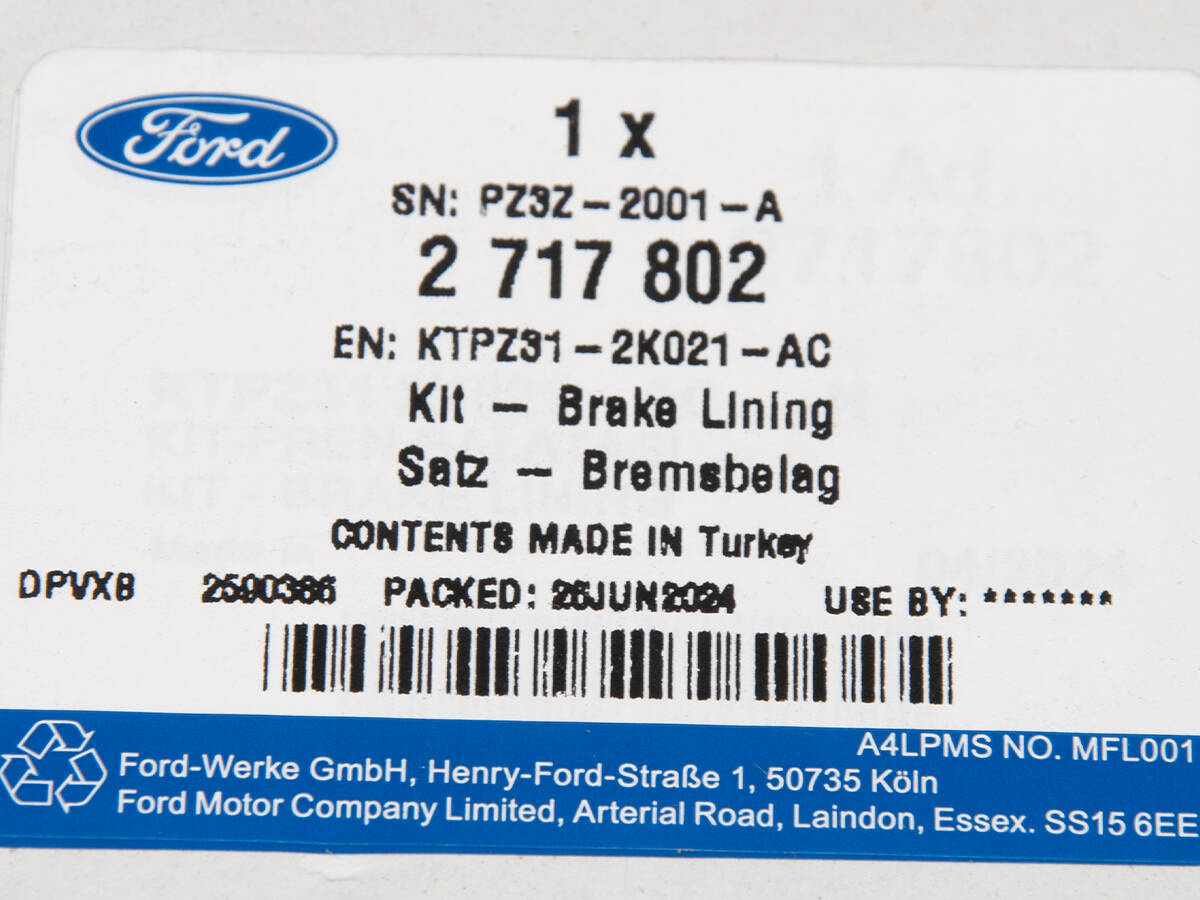 Ford
1 x
SN: PZ3Z-2001-A
2 717 802
EN: KTPZ31-2K021-AC
Kit - Brake Lining
Satz - Bremsbelag
CONTENTS MADE IN Turkey
DPVXB 2590386 PACKED: 26JUN2024 USE BY: *******
A4LPMS NO. MFL001
Ford-Werke GmbH, Henry-Ford-Straße 1, 50735 Köln
Ford Motor Company Limited, Arterial Road, Laindon, Essex. SS15 6EE